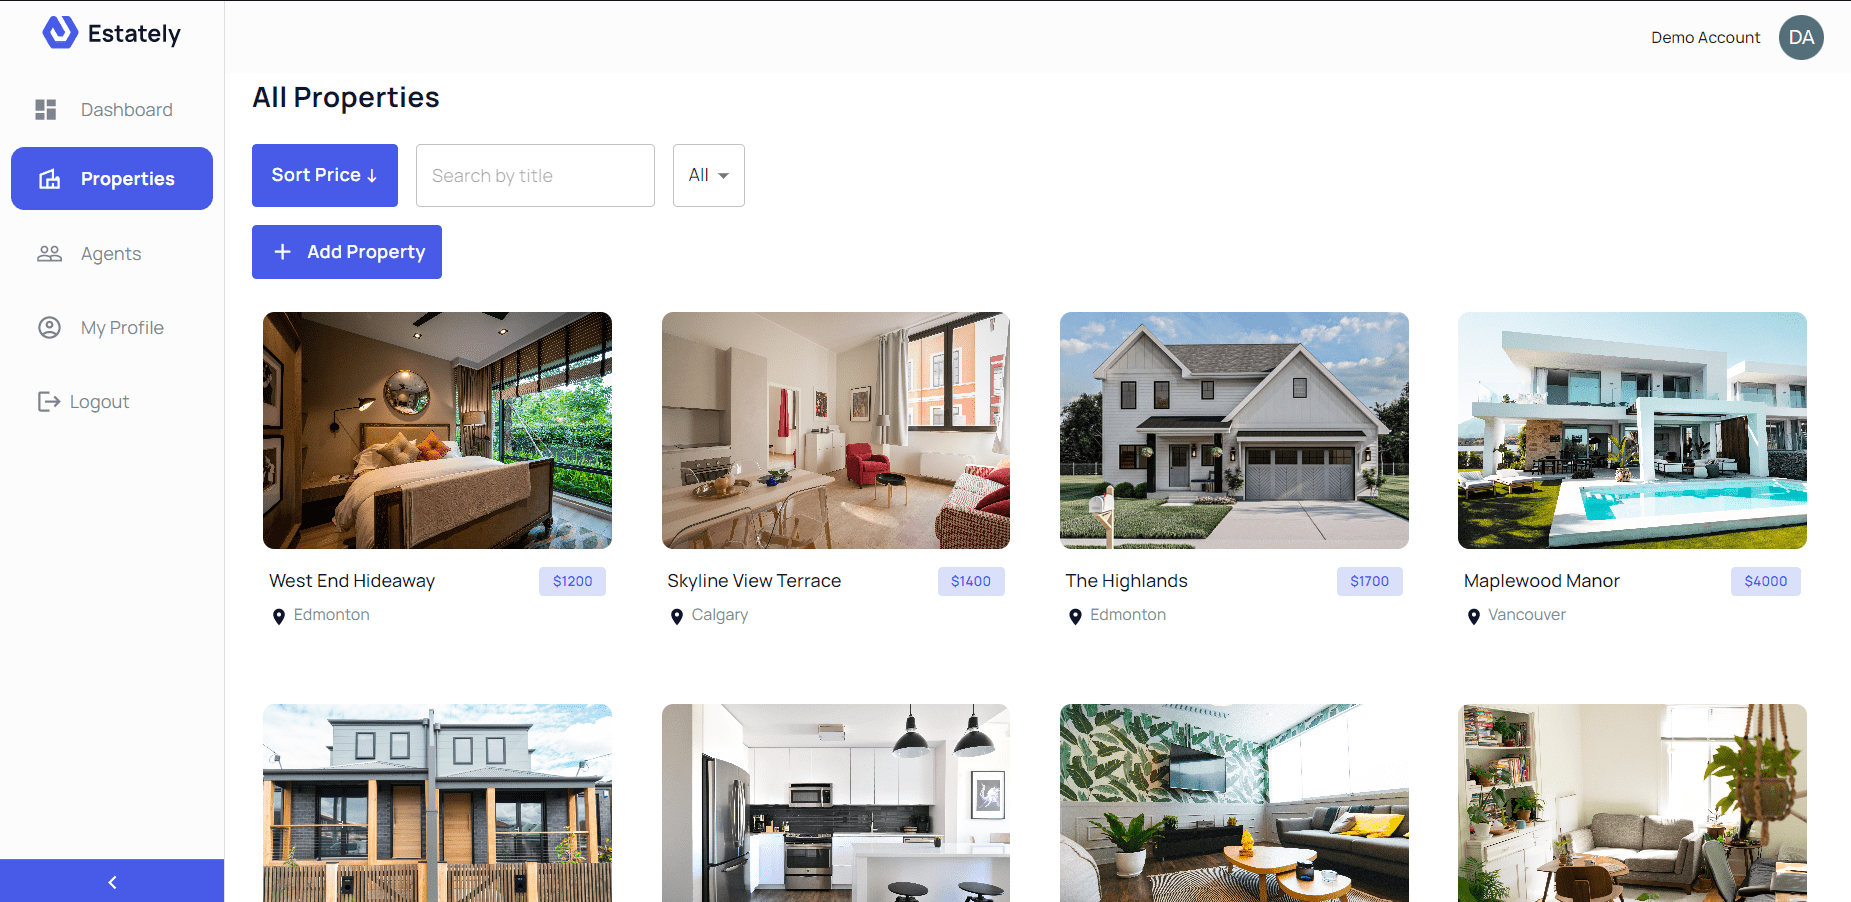 Estately
Demo Account
DA
Dashboard
Properties
Agents
My Profile
Logout
All Properties
Sort Price ↓
Search by title
All
+ Add Property
West End Hideaway
$1200
Edmonton
Skyline View Terrace
$1400
Calgary
The Highlands
$1700
Edmonton
Maplewood Manor
$4000
Vancouver